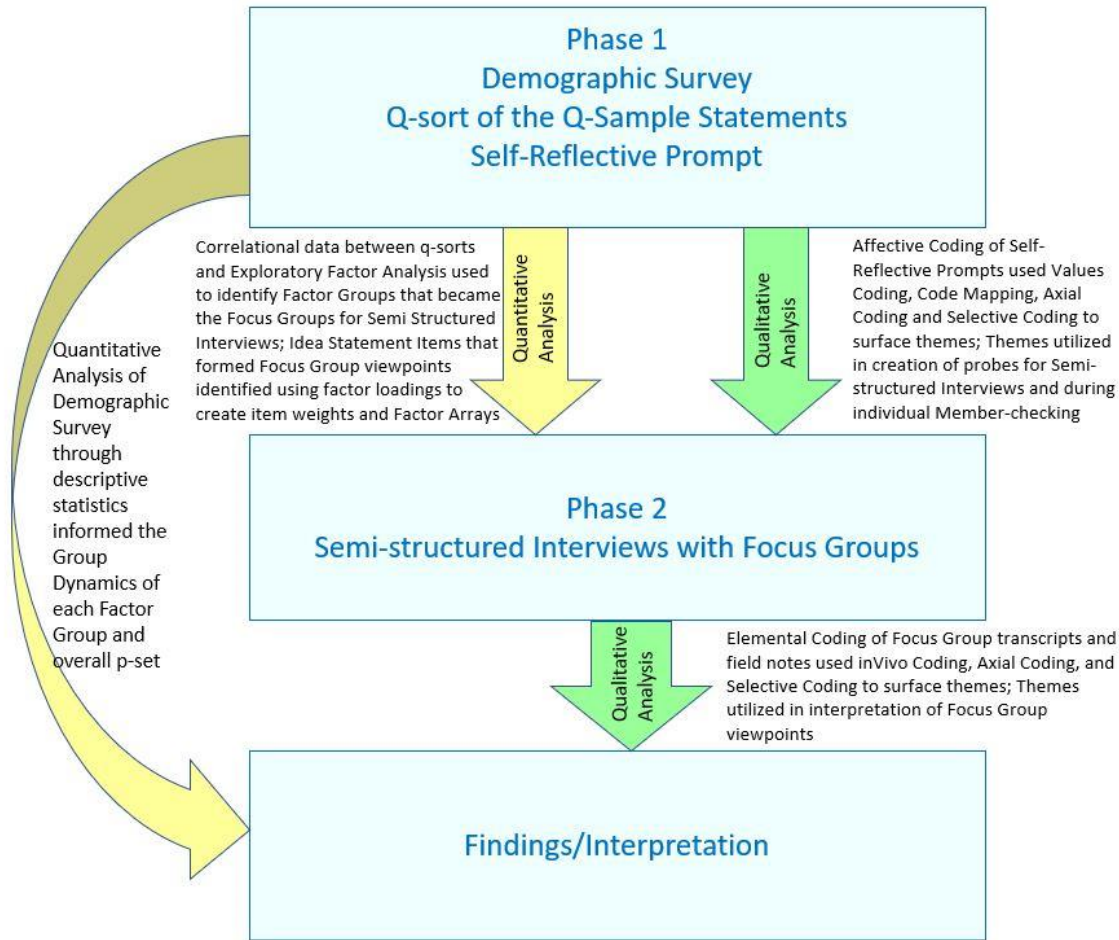 Phase 1
Demographic Survey
Q-sort of the Q-Sample Statements
Self-Reflective Prompt
Correlational data between q-sorts
and Exploratory Factor Analysis used
to identify Factor Groups that became
the Focus Groups for Semi Structured
Interviews; Idea Statement Items that
formed Focus Group viewpoints
identified using factor loadings to
create item weights and Factor Arrays
Quantitative
Analysis
Qualitative
Analysis
Affective Coding of Self-
Reflective Prompts used Values
Coding, Code Mapping, Axial
Coding and Selective Coding to
surface themes; Themes
utilized in creation of probes for Semi-
structured Interviews and during
individual Member-checking
Quantitative
Analysis of
Demographic
Survey
through
descriptive
statistics
informed the
Group
Dynamics of
each Factor
Group and
overall p-set
Phase 2
Semi-structured Interviews with Focus Groups
Qualitative
Analysis
Elemental Coding of Focus Group transcripts and
field notes used inVivo Coding, Axial Coding, and
Selective Coding to surface themes; Themes
utilized in interpretation of Focus Group
viewpoints
Findings/Interpretation